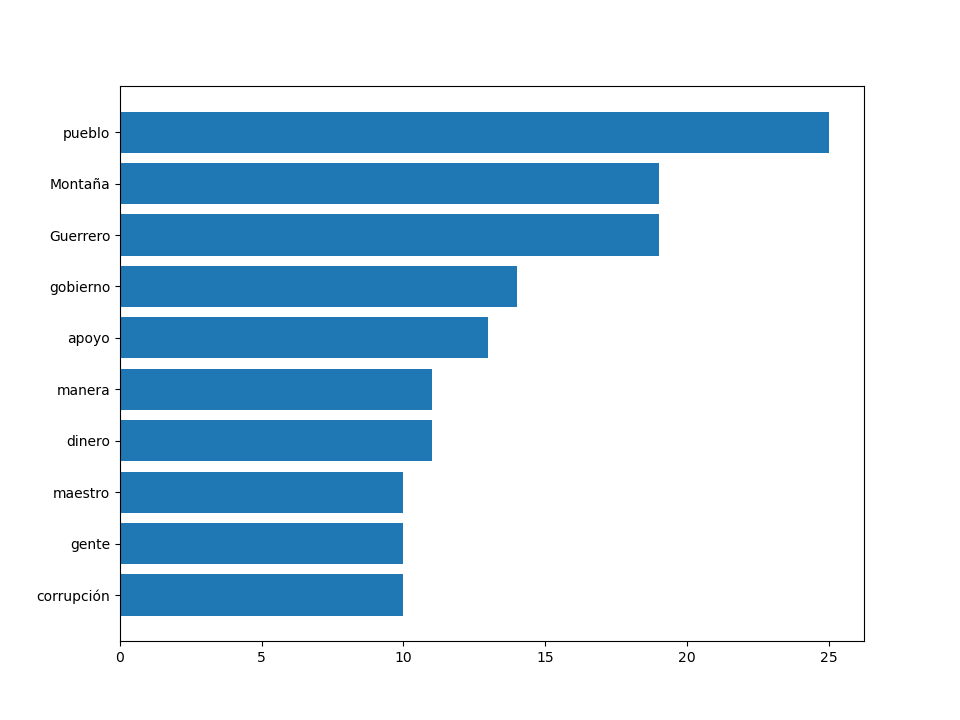 pueblo
Montaña
Guerrero
gobierno
apoyo
manera
dinero
maestro
gente
corrupción
0 5 10 15 20 25